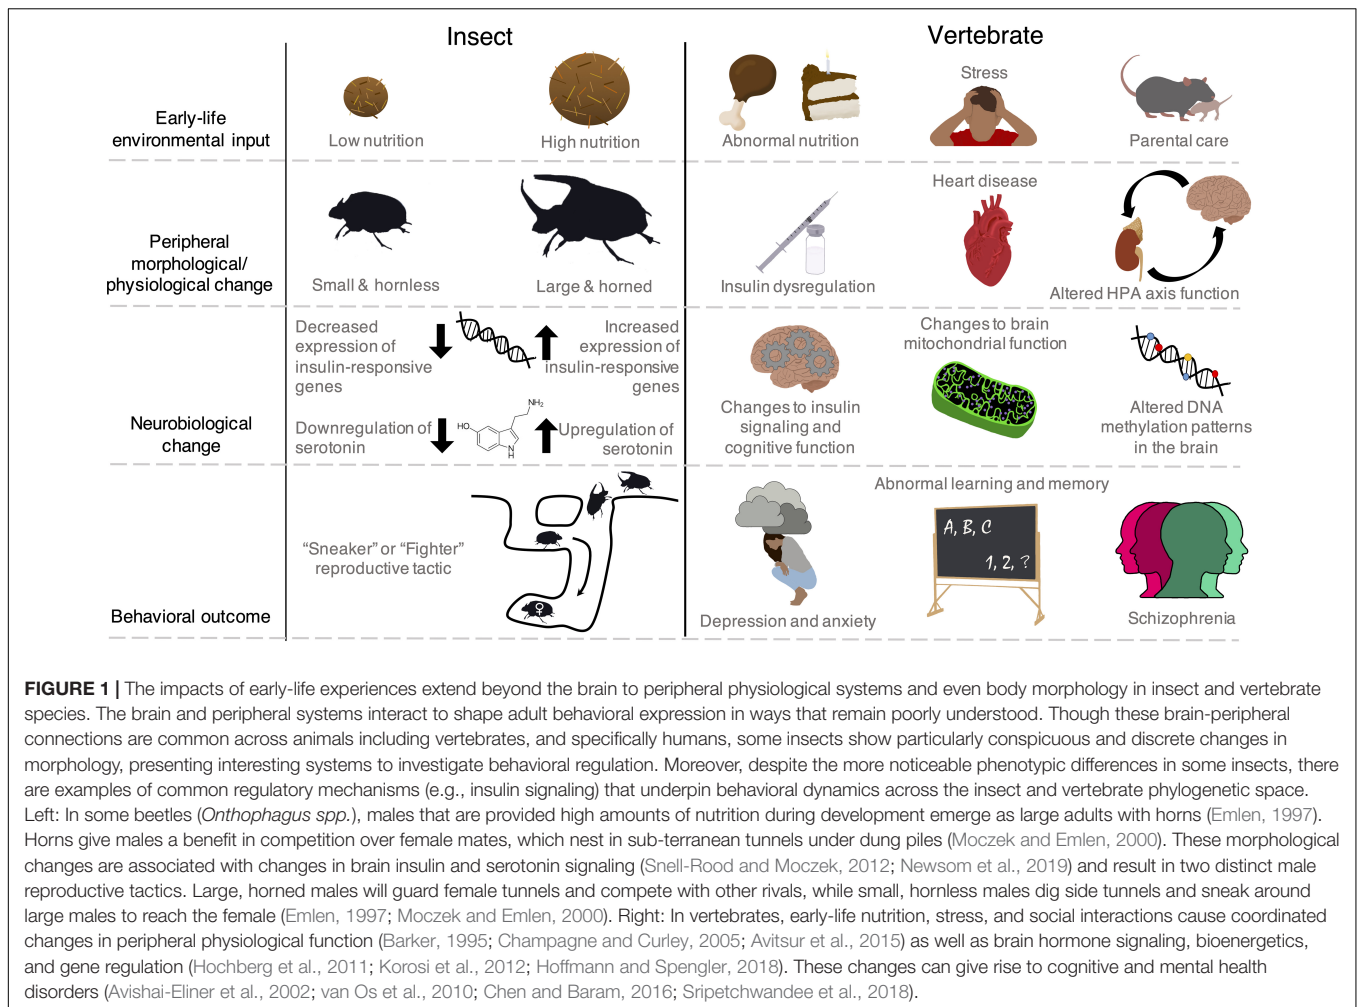 Insect
Vertebrate
Early-life
environmental input
Low nutrition
High nutrition
Abnormal nutrition
Stress
Parental care
Peripheral
morphological/
physiological change
Small & hornless
Large & horned
Insulin dysregulation
Heart disease
Altered HPA axis function
Neurobiological
change
Decreased
expression of
insulin-responsive
genes
Increased
expression of
insulin-responsive
genes
Downregulation of
serotonin
HO
NH2
N
H
Upregulation of
serotonin
Changes to insulin
signaling and
cognitive function
Changes to brain
mitochondrial function
Altered DNA
methylation patterns
in the brain
Behavioral outcome
“Sneaker” or “Fighter”
reproductive tactic
♀
Depression and anxiety
Abnormal learning and memory
A, B, C
1, 2, ?
Schizophrenia
FIGURE 1 | The impacts of early-life experiences extend beyond the brain to peripheral physiological systems and even body morphology in insect and vertebrate
species. The brain and peripheral systems interact to shape adult behavioral expression in ways that remain poorly understood. Though these brain-peripheral
connections are common across animals including vertebrates, and specifically humans, some insects show particularly conspicuous and discrete changes in
morphology, presenting interesting systems to investigate behavioral regulation. Moreover, despite the more noticeable phenotypic differences in some insects, there
are examples of common regulatory mechanisms (e.g., insulin signaling) that underpin behavioral dynamics across the insect and vertebrate phylogenetic space.
Left: In some beetles (Onthophagus spp.), males that are provided high amounts of nutrition during development emerge as large adults with horns (Emlen, 1997).
Horns give males a benefit in competition over female mates, which nest in sub-terranean tunnels under dung piles (Moczek and Emlen, 2000). These morphological
changes are associated with changes in brain insulin and serotonin signaling (Snell-Rood and Moczek, 2012; Newsom et al., 2019) and result in two distinct male
reproductive tactics. Large, horned males will guard female tunnels and compete with other rivals, while small, hornless males dig side tunnels and sneak around
large males to reach the female (Emlen, 1997; Moczek and Emlen, 2000). Right: In vertebrates, early-life nutrition, stress, and social interactions cause coordinated
changes in peripheral physiological function (Barker, 1995; Champagne and Curley, 2005; Avitsur et al., 2015) as well as brain hormone signaling, bioenergetics,
and gene regulation (Hochberg et al., 2011; Korosi et al., 2012; Hoffmann and Spengler, 2018). These changes can give rise to cognitive and mental health
disorders (Avishai-Eliner et al., 2002; van Os et al., 2010; Chen and Baram, 2016; Sripetchwandee et al., 2018).